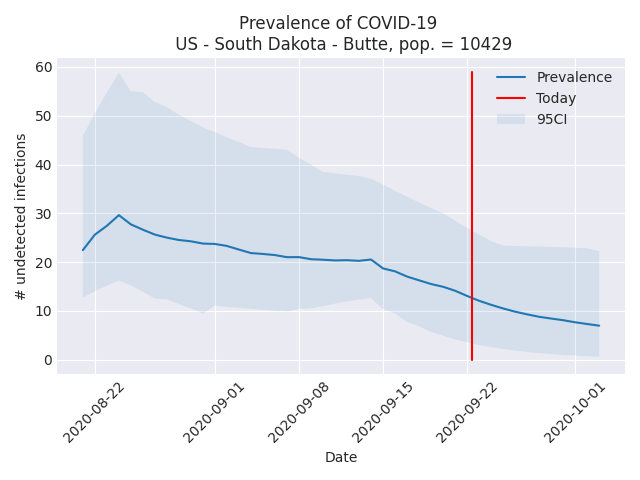 Prevalence of COVID-19
US - South Dakota - Butte, pop. = 10429
Prevalence
Today
95CI
# undetected infections
60
50
40
30
20
10
0
2020-08-22
2020-09-01
2020-09-08
2020-09-15
2020-09-22
2020-10-01
Date